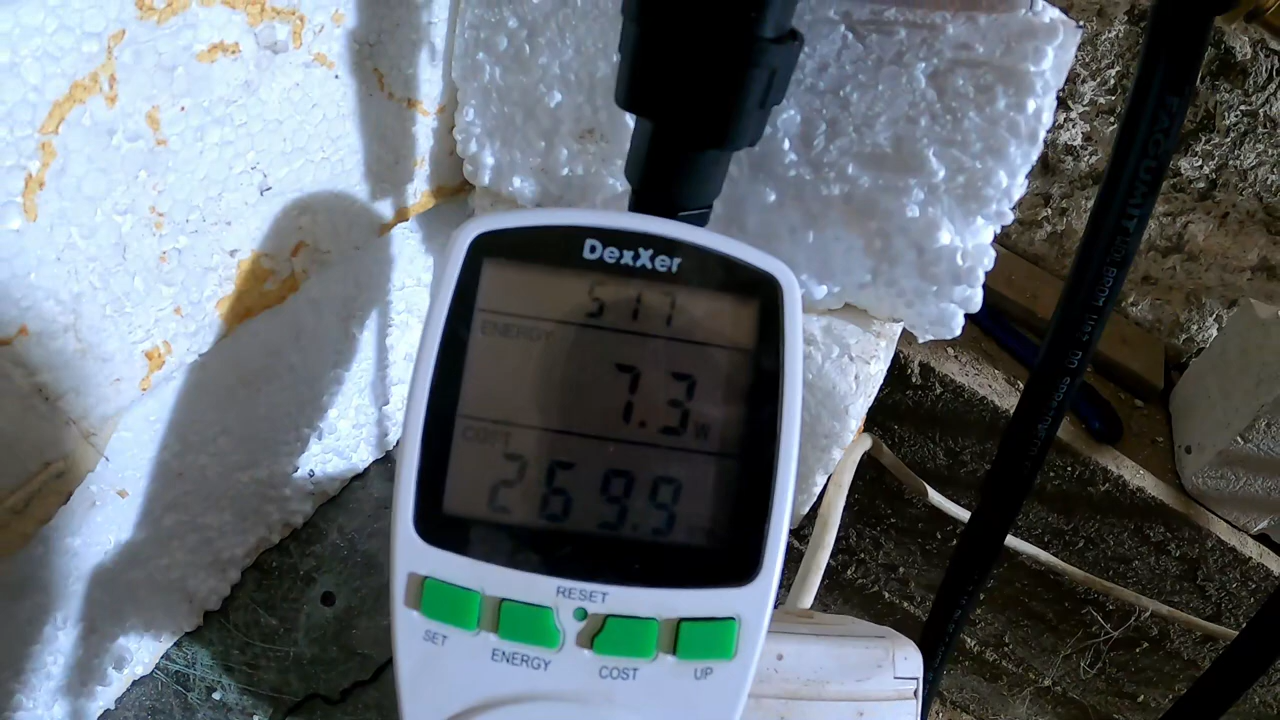 DexXer
517
ENERGY
7.3 W
COST
269.9
RESET
SET
ENERGY
COST
UP